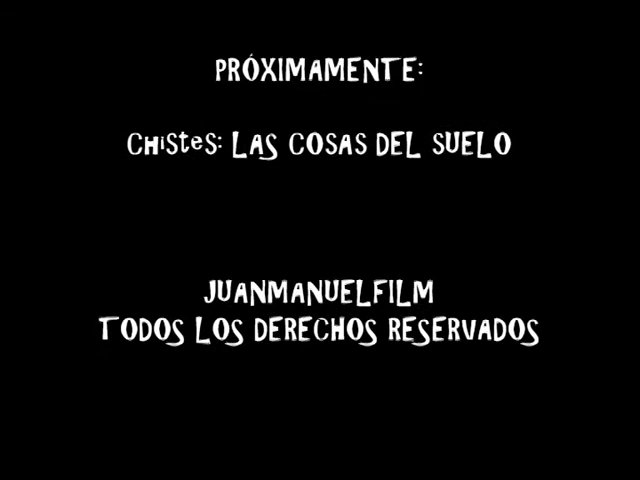 PRÓXIMAMENTE:
CHiSteS: LAS COSAS DEL SUELO
JUANMANUELFILM
TODOS LOS DERECHOS RESERVADOS